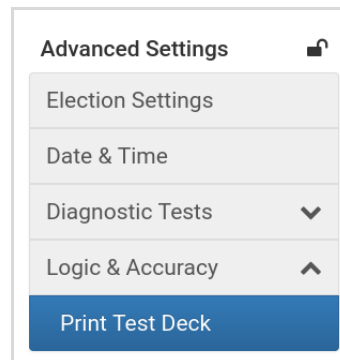 Advanced Settings
Election Settings
Date & Time
Diagnostic Tests
Logic & Accuracy
Print Test Deck